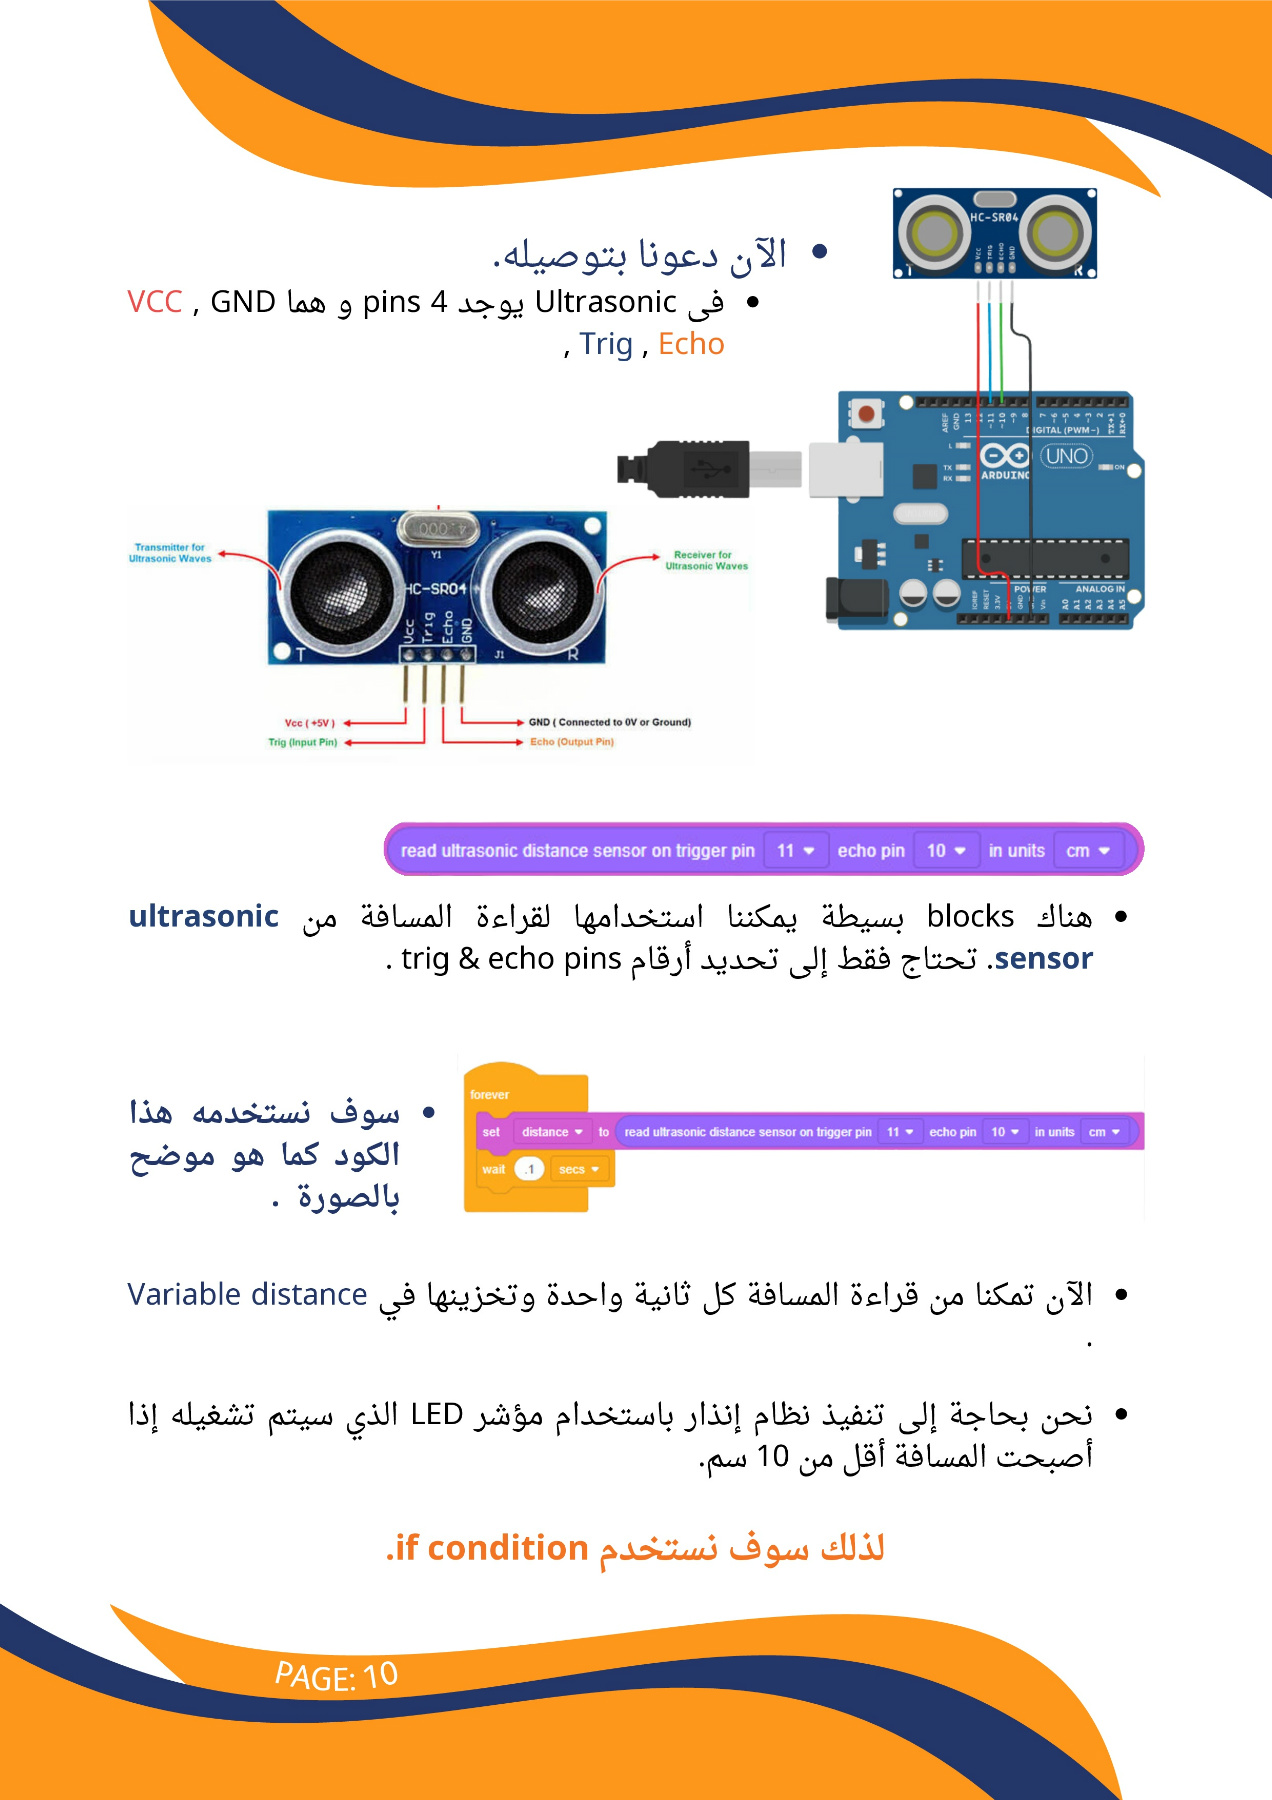 HC-SR04
VCC
TRIG
ECHO
GND
T
R
الآن دعونا بتوصيله.
فى Ultrasonic يوجد 4 pins و هما VCC , GND
, Trig , Echo
AREF
GND
13
~11
~10
~9
8
7
~6
~5
4
~3
2
TX→1
RX←0
DIGITAL (PWM~)
L
TX
RX
UNO
ARDUINO
ON
POWER
ANALOG IN
IOREF
RESET
3.3V
GND
Vin
A0
A1
A2
A3
A4
A5
Transmitter for
Ultrasonic Waves
Receiver for
Ultrasonic Waves
Y1
HC-SR04
Vcc
Trig
Echo
GND
T
J1
R
Vcc ( +5V )
GND ( Connected to 0V or Ground)
Trig (Input Pin)
Echo (Output Pin)
read ultrasonic distance sensor on trigger pin 11 echo pin 10 in units cm
هناك blocks بسيطة يمكننا استخدامها لقراءة المسافة من ultrasonic
sensor. تحتاج فقط إلى تحديد أرقام trig & echo pins .
forever
set distance to read ultrasonic distance sensor on trigger pin 11 echo pin 10 in units cm
wait .1 secs
سوف نستخدمه هذا
الكود كما هو موضح
بالصورة .
الآن تمكنا من قراءة المسافة كل ثانية واحدة وتخزينها في Variable distance
.
نحن بحاجة إلى تنفيذ نظام إنذار باستخدام مؤشر LED الذي سيتم تشغيله إذا
أصبحت المسافة أقل من 10 سم.
لذلك سوف نستخدم if condition.
PAGE: 10